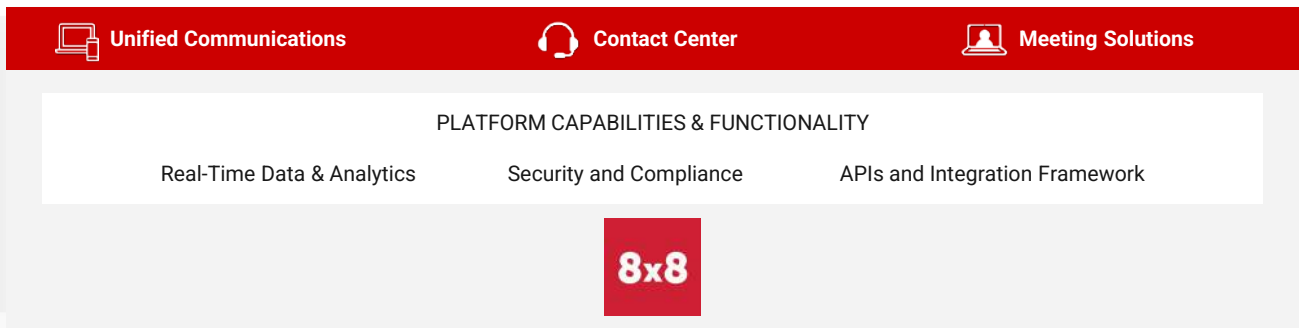 Unified Communications Contact Center Meeting Solutions
PLATFORM CAPABILITIES & FUNCTIONALITY
Real-Time Data & Analytics Security and Compliance APIs and Integration Framework
8x8